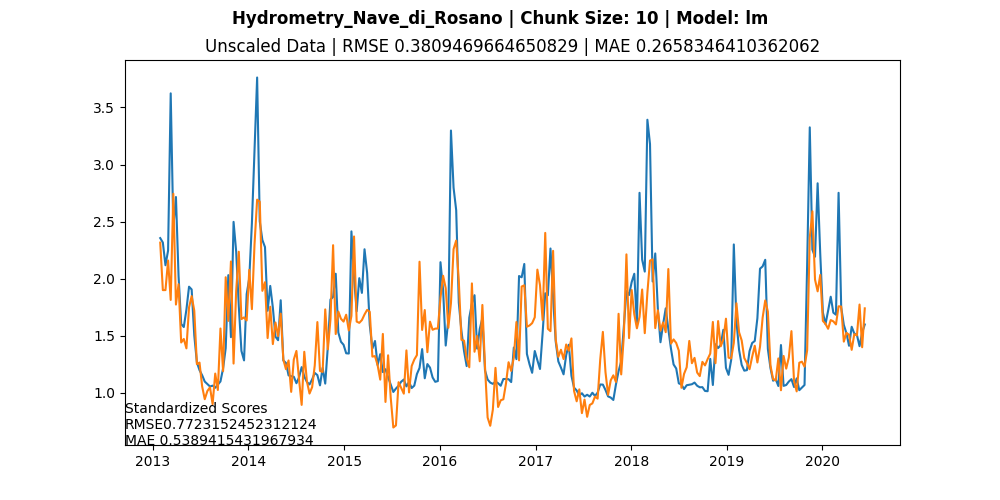 Hydrometry_Nave_di_Rosano | Chunk Size: 10 | Model: lm
Unscaled Data | RMSE 0.3809469664650829 | MAE 0.2658346410362062
3.5
3.0
2.5
2.0
1.5
1.0
Standardized Scores
RMSE0.7723152452312124
MAE 0.5389415431967934
2013 2014 2015 2016 2017 2018 2019 2020